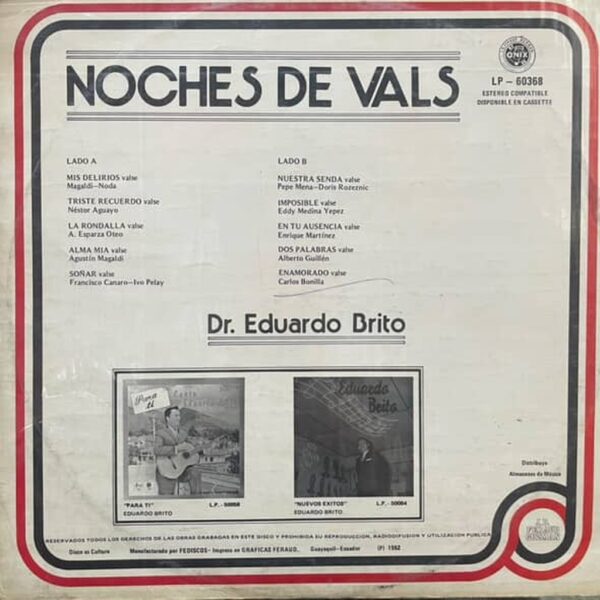 ONIX
NOCHES DE VALS
LP - 60368
ESTEREO COMPATIBLE
DISPONIBLE EN CASSETTE
LADO A
MIS DELIRIOS valse
Magaldi-Noda
TRISTE RECUERDO valse
Néstor Aguayo
LA RONDALLA valse
A. Esparza Oteo
ALMA MIA valse
Agustín Magaldi
SOÑAR valse
Francisco Canaro-Ivo Pelay
LADO B
NUESTRA SENDA valse
Pepe Mena-Doris Rozeznic
IMPOSIBLE valse
Eddy Medina Yepez
EN TU AUSENCIA valse
Enrique Martínez
DOS PALABRAS valse
Alberto Guillén
ENAMORADO valse
Carlos Bonilla
Dr. Eduardo Brito
Para ti
Eduardo
Brito
"PARA TI"
EDUARDO BRITO
"NUEVOS EXITOS" L.P. - 50084
EDUARDO BRITO
Distribuye
Almacenes de Música
J.D.
FERAUD
GUZMAN
RESERVADOS TODOS LOS DERECHOS DE LAS OBRAS GRABADAS EN ESTE DISCO Y PROHIBIDA SU REPRODUCCION, RADIODIFUSION Y UTILIZACION PUBLICA
Disco es Cultura Manufacturado por FEDISCOS - Impreso en GRAFICAS FERAUD. Guayaquil-Ecuador (P) 1982